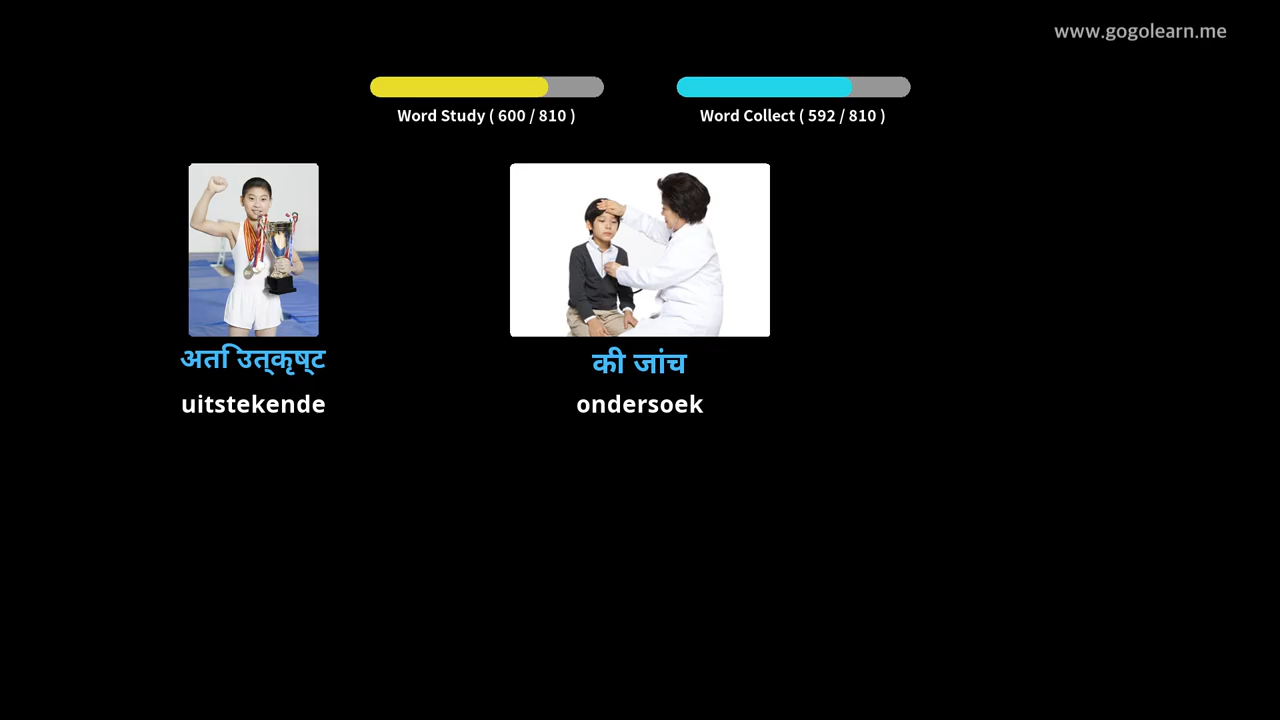 www.gogolearn.me
Word Study ( 600 / 810 )
Word Collect ( 592 / 810 )
अति उत्कृष्ट
uitstekende
की जांच
ondersoek